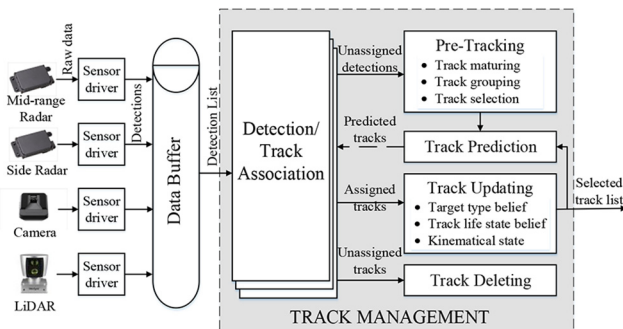 Raw data
Mid-range
Radar
Side Radar
Camera
LiDAR
Sensor
driver
Sensor
driver
Sensor
driver
Sensor
driver
Detections
Data Buffer
Detection List
Detection/
Track
Association
Unassigned
detections
Predicted
tracks
Assigned
tracks
Unassigned
tracks
Pre-Tracking
• Track maturing
• Track grouping
• Track selection
Track Prediction
Track Updating
• Target type belief
• Track life state belief
• Kinematical state
Track Deleting
Selected
track list
TRACK MANAGEMENT